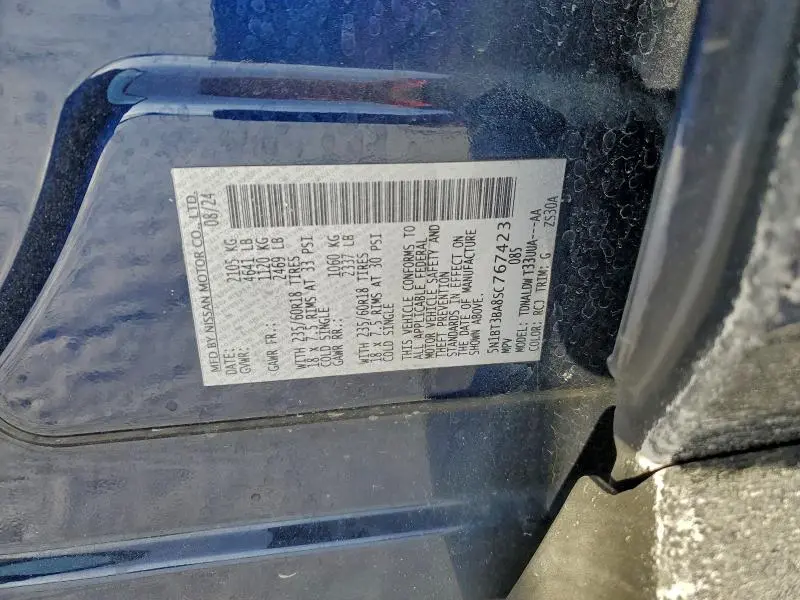 MFD BY NISSAN MOTOR CO., LTD.
DATE: 08/24
GVWR: 2105 KG
4641 LB
GAWR FR.: 1120 KG
2469 LB
WITH 235/60R18 TIRES
18 X 7.5 RIMS AT 33 PSI
COLD SINGLE
GAWR RR.: 1060 KG
2337 LB
WITH 235/60R18 TIRES
18 X 7.5 RIMS AT 30 PSI
COLD SINGLE
THIS VEHICLE CONFORMS TO
ALL APPLICABLE FEDERAL
MOTOR VEHICLE SAFETY AND
THEFT PREVENTION
STANDARDS IN EFFECT ON
THE DATE OF MANUFACTURE
SHOWN ABOVE.
5N1BT3BA8SC767423
MPV 085
MODEL: TDNALDW T33UUA----AA
COLOR: RCJ TRIM: G ZS30A